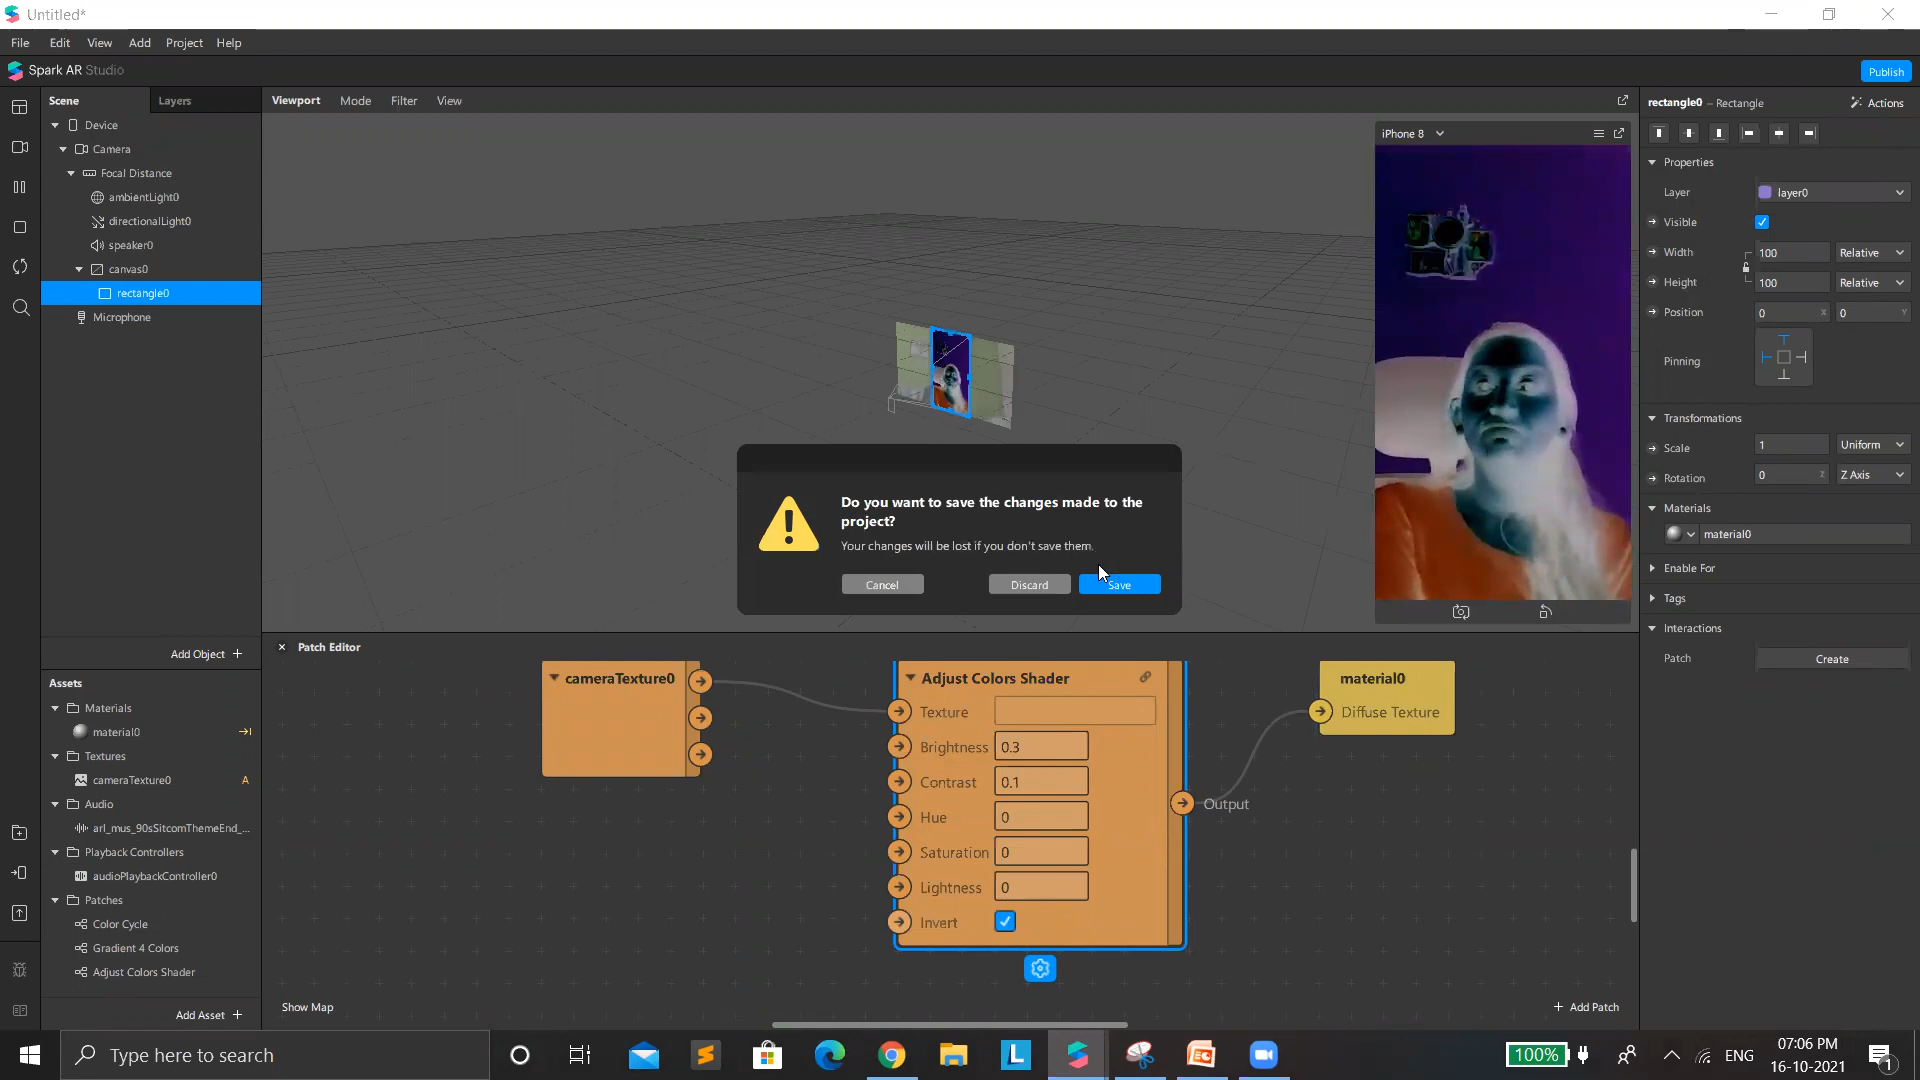 Untitled*
File Edit View Add Project Help
Spark AR Studio
Publish
Scene Layers
Viewport Mode Filter View
rectangle0 – Rectangle
Actions
Device
Camera
Focal Distance
ambientLight0
directionalLight0
speaker0
canvas0
rectangle0
Microphone
Add Object +
iPhone 8
Properties
Layer layer0
Visible
Width 100 Relative
Height 100 Relative
Position 0 X 0 Y
Pinning
Transformations
Scale 1 Uniform
Rotation 0 Z Z Axis
Materials
material0
Enable For
Tags
Interactions
Patch Create
Do you want to save the changes made to the
project?
Your changes will be lost if you don't save them.
Cancel Discard Save
Assets
Materials
material0
Textures
cameraTexture0 A
Audio
arl_mus_90sSitcomThemeEnd_...
Playback Controllers
audioPlaybackController0
Patches
Color Cycle
Gradient 4 Colors
Adjust Colors Shader
Add Asset +
Patch Editor
cameraTexture0
Adjust Colors Shader
Texture
Brightness 0.3
Contrast 0.1
Hue 0
Saturation 0
Lightness 0
Invert
Output
material0
Diffuse Texture
Show Map
+ Add Patch
Type here to search
L
100%
ENG
07:06 PM
16-10-2021
1